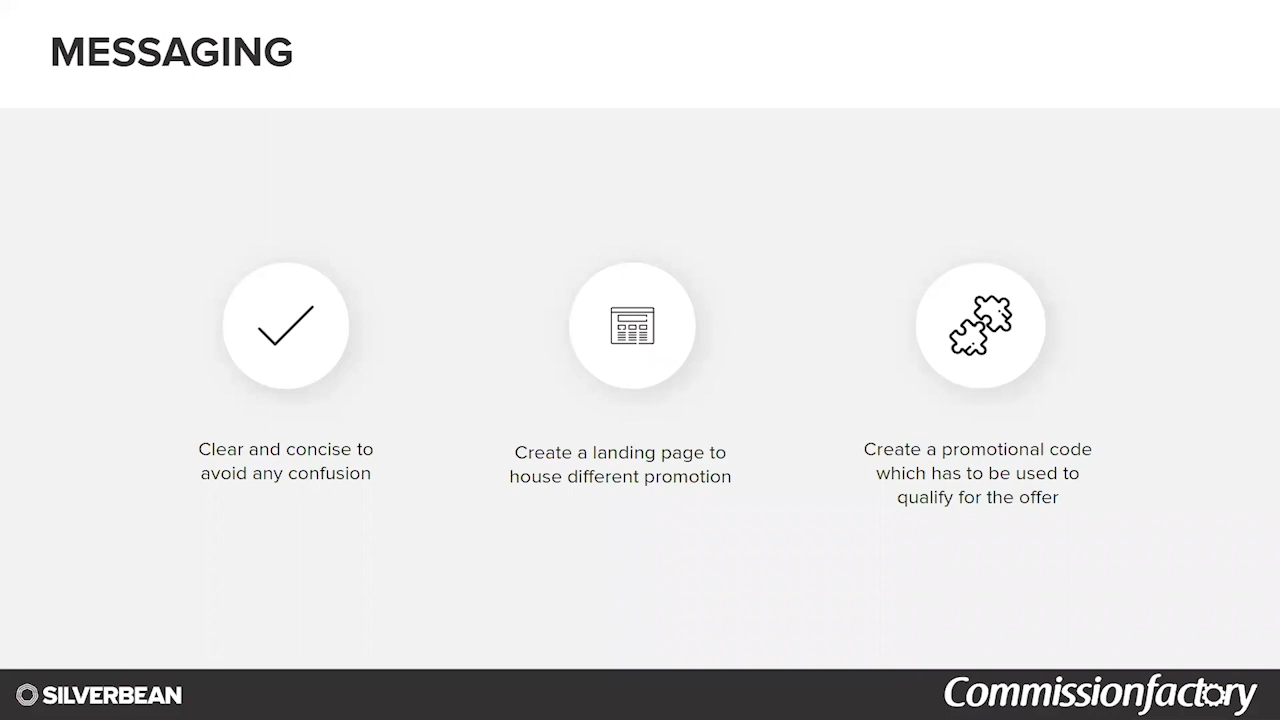 MESSAGING
Clear and concise to
avoid any confusion
Create a landing page to
house different promotion
Create a promotional code
which has to be used to
qualify for the offer
SILVERBEAN
Commissionfactory